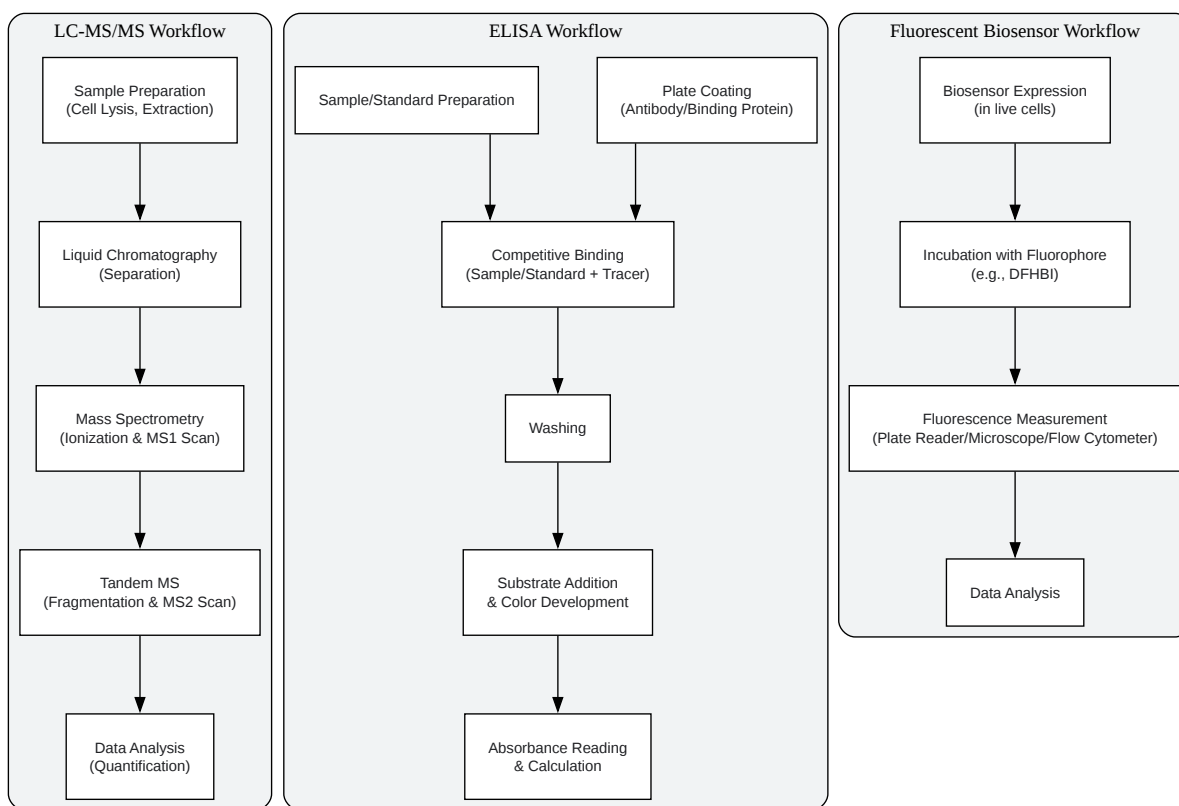 LC-MS/MS Workflow
Sample Preparation
(Cell Lysis, Extraction)
Liquid Chromatography
(Separation)
Mass Spectrometry
(Ionization & MS1 Scan)
Tandem MS
(Fragmentation & MS2 Scan)
Data Analysis
(Quantification)
ELISA Workflow
Sample/Standard Preparation
Plate Coating
(Antibody/Binding Protein)
Competitive Binding
(Sample/Standard + Tracer)
Washing
Substrate Addition
& Color Development
Absorbance Reading
& Calculation
Fluorescent Biosensor Workflow
Biosensor Expression
(in live cells)
Incubation with Fluorophore
(e.g., DFHBI)
Fluorescence Measurement
(Plate Reader/Microscope/Flow Cytometer)
Data Analysis